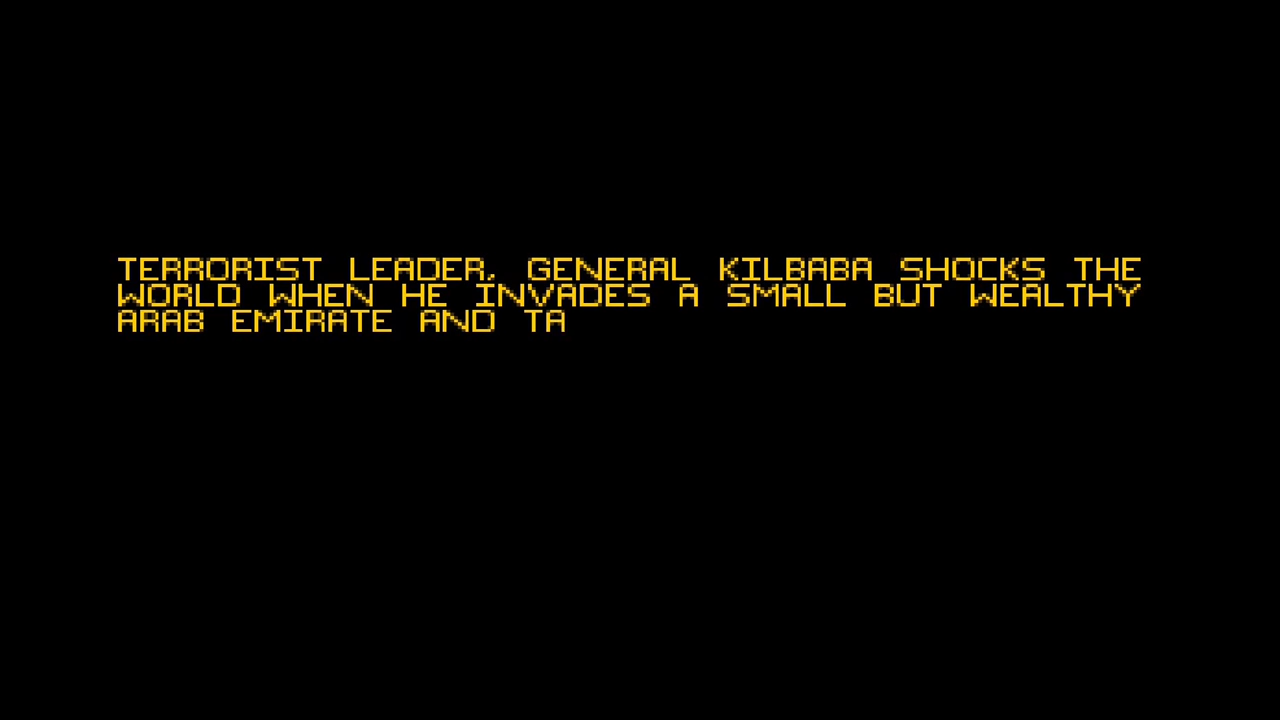 TERRORIST LEADER, GENERAL KILBABA SHOCKS THE
WORLD WHEN HE INVADES A SMALL BUT WEALTHY
ARAB EMIRATE AND TA